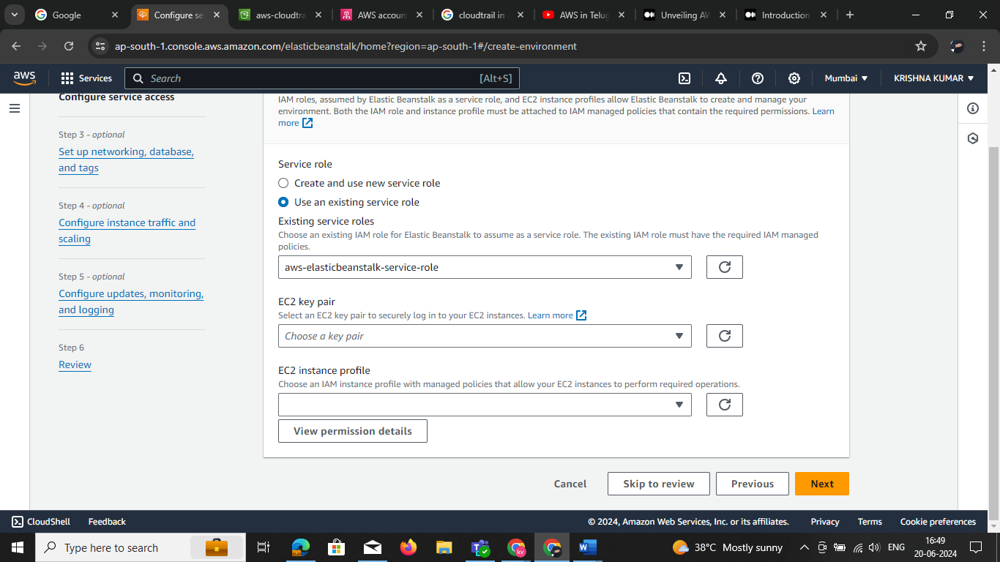 Google
Configure se
aws-cloudtra
AWS accoun
cloudtrail in
AWS in Telug
Unveiling AW
Introduction
ap-south-1.console.aws.amazon.com/elasticbeanstalk/home?region=ap-south-1#/create-environment
aws
Services
Search
[Alt+S]
Mumbai
KRISHNA KUMAR
Configure service access
Step 3 - optional
Set up networking, database,
and tags
Step 4 - optional
Configure instance traffic and
scaling
Step 5 - optional
Configure updates, monitoring,
and logging
Step 6
Review
IAM roles, assumed by Elastic Beanstalk as a service role, and EC2 instance profiles allow Elastic Beanstalk to create and manage your
environment. Both the IAM role and instance profile must be attached to IAM managed policies that contain the required permissions. Learn
more
Service role
Create and use new service role
Use an existing service role
Existing service roles
Choose an existing IAM role for Elastic Beanstalk to assume as a service role. The existing IAM role must have the required IAM managed
policies.
aws-elasticbeanstalk-service-role
EC2 key pair
Select an EC2 key pair to securely log in to your EC2 instances. Learn more
Choose a key pair
EC2 instance profile
Choose an IAM instance profile with managed policies that allow your EC2 instances to perform required operations.
View permission details
Cancel
Skip to review
Previous
Next
CloudShell
Feedback
© 2024, Amazon Web Services, Inc. or its affiliates.
Privacy
Terms
Cookie preferences
Type here to search
kv
38°C Mostly sunny
ENG
16:49
20-06-2024